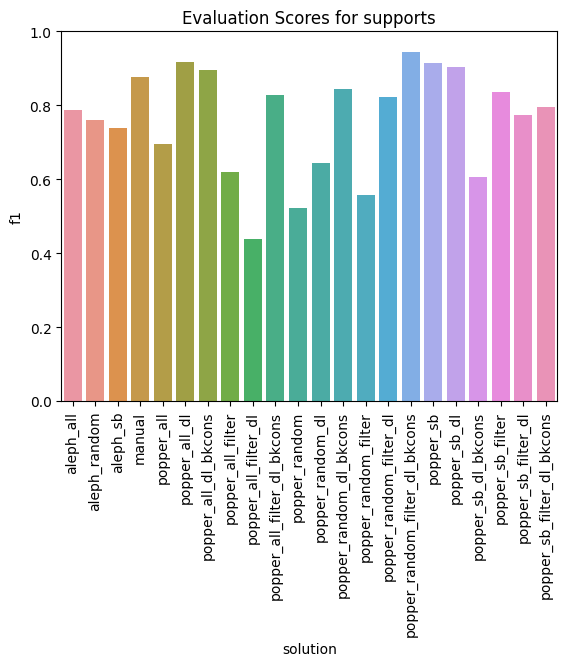 Evaluation Scores for supports
1.0
0.8
0.6
0.4
0.2
0.0
f1
aleph_all
aleph_random
aleph_sb
manual
popper_all
popper_all_dl
popper_all_dl_bkcons
popper_all_filter
popper_all_filter_dl
popper_all_filter_dl_bkcons
popper_random
popper_random_dl
popper_random_dl_bkcons
popper_random_filter
popper_random_filter_dl
popper_random_filter_dl_bkcons
popper_sb
popper_sb_dl
popper_sb_dl_bkcons
popper_sb_filter
popper_sb_filter_dl
popper_sb_filter_dl_bkcons
solution